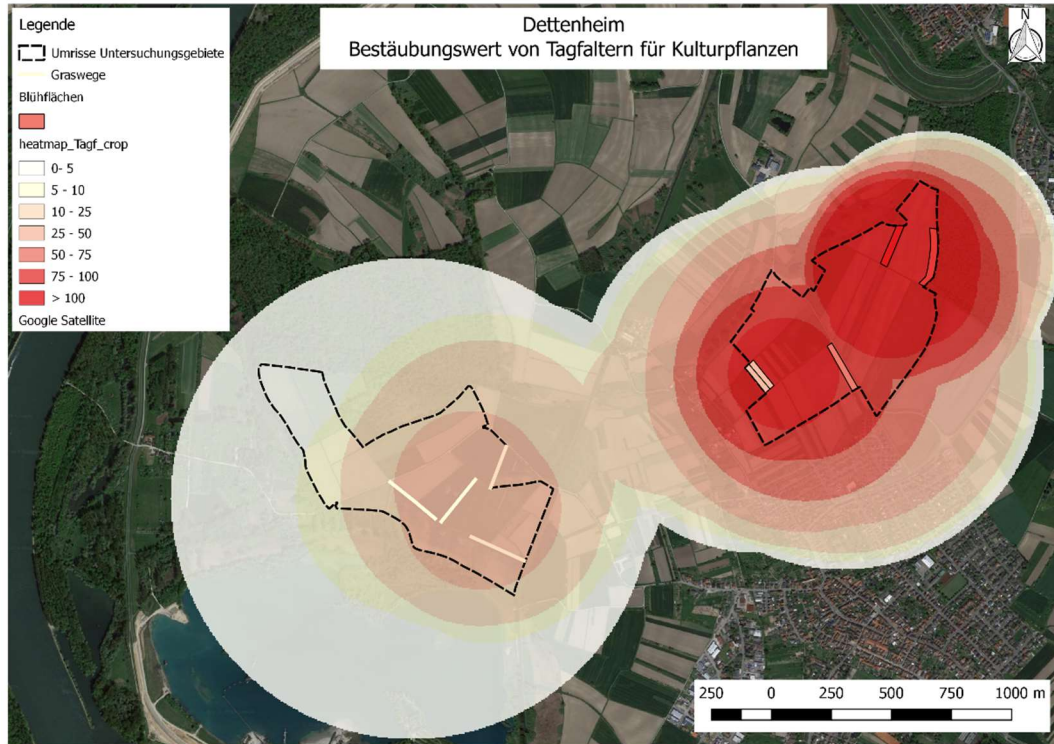 Dettenheim
Bestäubungswert von Tagfaltern für Kulturpflanzen
N
Legende
Umrisse Untersuchungsgebiete
Graswege
Blühflächen
heatmap_Tagf_crop
0- 5
5 - 10
10 - 25
25 - 50
50 - 75
75 - 100
> 100
Google Satellite
250 0 250 500 750 1000 m